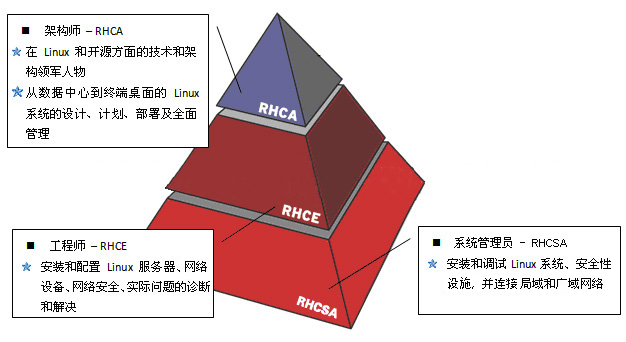 ■ 架构师 – RHCA
在 Linux 和开源方面的技术和架
构领军人物
从数据中心到终端桌面的 Linux
系统的设计、计划、部署及全面
管理
RHCA
RHCE
RHCSA
■ 工程师 – RHCE
安装和配置 Linux 服务器、网络
设备、网络安全、实际问题的诊断
和解决
■ 系统管理员 - RHCSA
安装和调试 Linux 系统、安全性
设施，并连接局域和广域网络